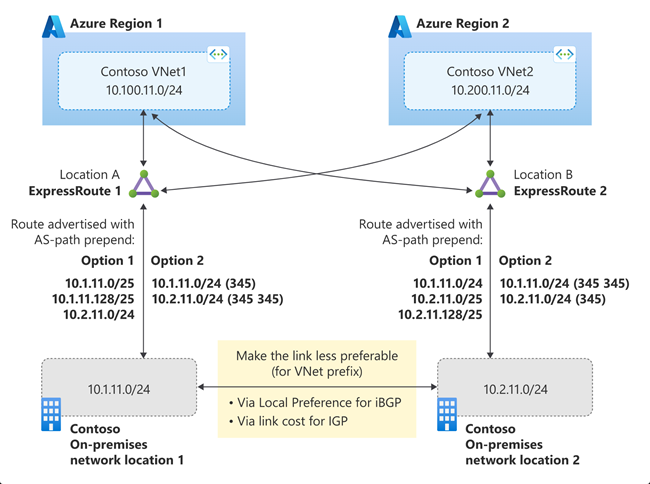 Azure Region 1
Contoso VNet1
10.100.11.0/24
Azure Region 2
Contoso VNet2
10.200.11.0/24
Location A
ExpressRoute 1
Location B
ExpressRoute 2
Route advertised with
AS-path prepend:
Option 1
10.1.11.0/25
10.1.11.128/25
10.2.11.0/24
Option 2
10.1.11.0/24 (345)
10.2.11.0/24 (345 345)
Route advertised with
AS-path prepend:
Option 1
10.1.11.0/24
10.2.11.0/25
10.2.11.128/25
Option 2
10.1.11.0/24 (345 345)
10.2.11.0/24 (345)
10.1.11.0/24
Contoso
On-premises
network location 1
Make the link less preferable
(for VNet prefix)
• Via Local Preference for iBGP
• Via link cost for IGP
10.2.11.0/24
Contoso
On-premises
network location 2